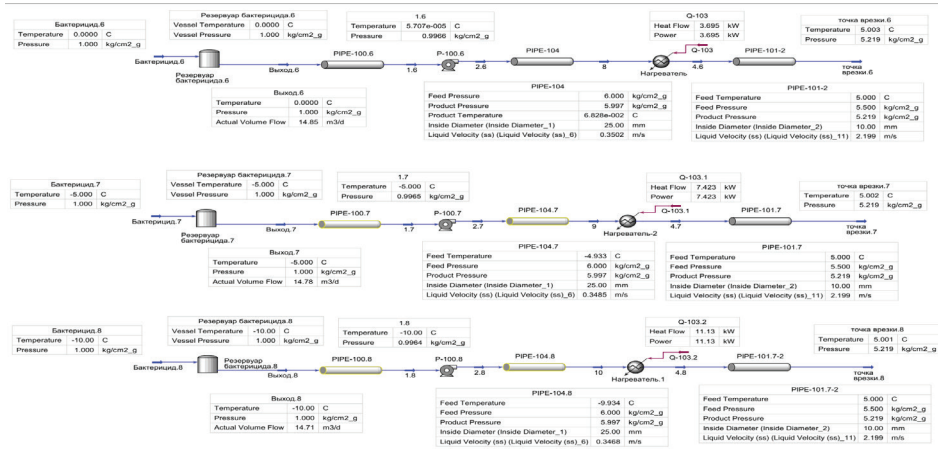 Бактерицид.6
Temperature 0.0000 C
Pressure 1.000 kg/cm2_g
Резервуар бактерицида.6
Vessel Temperature 0.0000 C
Vessel Pressure 1.000 kg/cm2_g
1.6
Temperature 5.707e-005 C
Pressure 0.9966 kg/cm2_g
Q-103
Heat Flow 3.695 kW
Power 3.695 kW
точка врезки.6
Temperature 5.003 C
Pressure 5.219 kg/cm2_g
Бактерицид.6
Резервуар
бактерицида.6
Выход.6
PIPE-100.6
1.6
P-100.6
2.6
PIPE-104
8
Q-103
Нагреватель
4.6
PIPE-101-2
точка
врезки.6
Выход.6
Temperature 0.0000 C
Pressure 1.000 kg/cm2_g
Actual Volume Flow 14.85 m3/d
PIPE-104
Feed Pressure 6.000 kg/cm2_g
Product Pressure 5.997 kg/cm2_g
Product Temperature 6.828e-002 C
Inside Diameter (Inside Diameter_1) 25.00 mm
Liquid Velocity (ss) (Liquid Velocity (ss)_6) 0.3502 m/s
PIPE-101-2
Feed Temperature 5.000 C
Feed Pressure 5.500 kg/cm2_g
Product Pressure 5.219 kg/cm2_g
Inside Diameter (Inside Diameter_2) 10.00 mm
Liquid Velocity (ss) (Liquid Velocity (ss)_11) 2.199 m/s
Бактерицид.7
Temperature -5.000 C
Pressure 1.000 kg/cm2_g
Резервуар бактерицида.7
Vessel Temperature -5.000 C
Vessel Pressure 1.000 kg/cm2_g
1.7
Temperature -5.000 C
Pressure 0.9965 kg/cm2_g
Q-103.1
Heat Flow 7.423 kW
Power 7.423 kW
точка врезки.7
Temperature 5.002 C
Pressure 5.219 kg/cm2_g
Бактерицид.7
Резервуар
бактерицида.7
Выход.7
PIPE-100.7
1.7
P-100.7
2.7
PIPE-104.7
9
Q-103.1
Нагреватель-2
4.7
PIPE-101.7
точка
врезки.7
Выход.7
Temperature -5.000 C
Pressure 1.000 kg/cm2_g
Actual Volume Flow 14.78 m3/d
PIPE-104.7
Feed Temperature -4.933 C
Feed Pressure 6.000 kg/cm2_g
Product Pressure 5.997 kg/cm2_g
Inside Diameter (Inside Diameter_1) 25.00 mm
Liquid Velocity (ss) (Liquid Velocity (ss)_6) 0.3485 m/s
PIPE-101.7
Feed Temperature 5.000 C
Feed Pressure 5.500 kg/cm2_g
Product Pressure 5.219 kg/cm2_g
Inside Diameter (Inside Diameter_2) 10.00 mm
Liquid Velocity (ss) (Liquid Velocity (ss)_11) 2.199 m/s
Бактерицид.8
Temperature -10.00 C
Pressure 1.000 kg/cm2_g
Резервуар бактерицида.8
Vessel Temperature -10.00 C
Vessel Pressure 1.000 kg/cm2_g
1.8
Temperature -10.00 C
Pressure 0.9964 kg/cm2_g
Q-103.2
Heat Flow 11.13 kW
Power 11.13 kW
точка врезки.8
Temperature 5.001 C
Pressure 5.219 kg/cm2_g
Бактерицид.8
Резервуар
бактерицида.8
Выход.8
PIPE-100.8
1.8
P-100.8
2.8
PIPE-104.8
10
Q-103.2
Нагреватель.1
4.8
PIPE-101.7-2
точка
врезки.8
Выход.8
Temperature -10.00 C
Pressure 1.000 kg/cm2_g
Actual Volume Flow 14.71 m3/d
PIPE-104.8
Feed Temperature -9.934 C
Feed Pressure 6.000 kg/cm2_g
Product Pressure 5.997 kg/cm2_g
Inside Diameter (Inside Diameter_1) 25.00 mm
Liquid Velocity (ss) (Liquid Velocity (ss)_6) 0.3468 m/s
PIPE-101.7-2
Feed Temperature 5.000 C
Feed Pressure 5.500 kg/cm2_g
Product Pressure 5.219 kg/cm2_g
Inside Diameter (Inside Diameter_2) 10.00 mm
Liquid Velocity (ss) (Liquid Velocity (ss)_11) 2.199 m/s